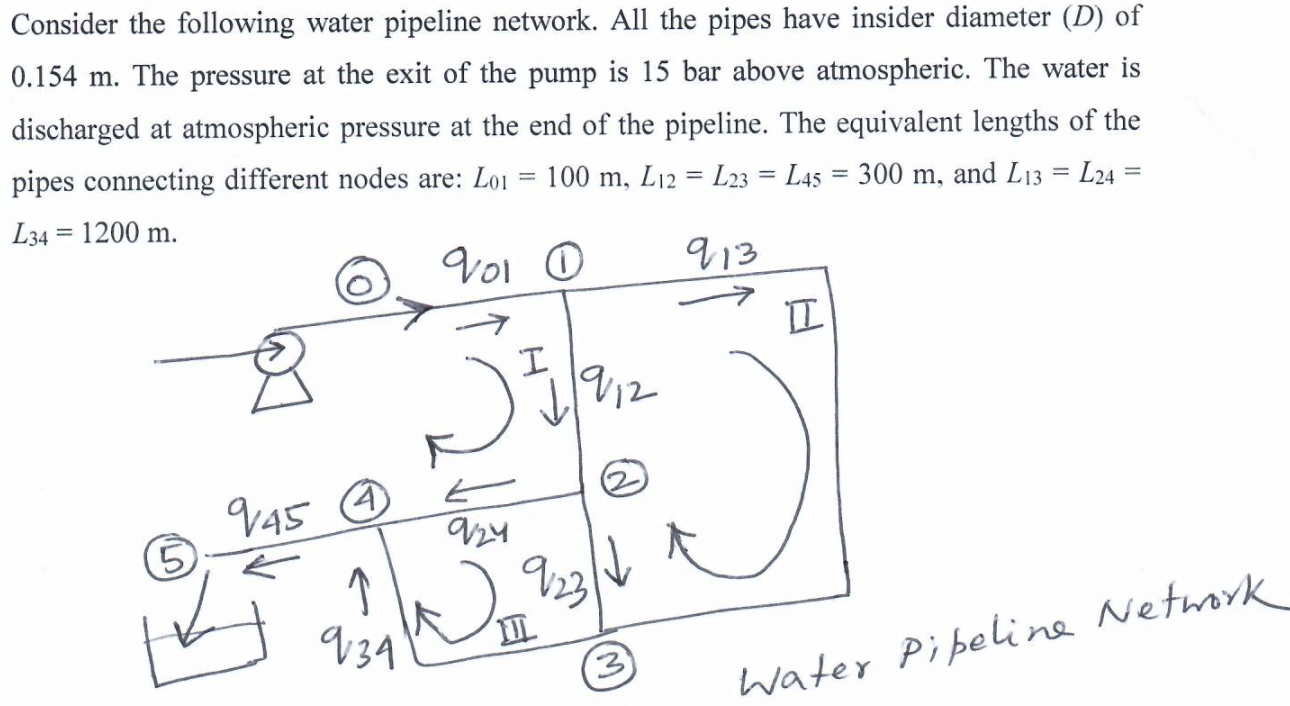 Consider the following water pipeline network. All the pipes have insider diameter (D) of
0.154 m. The pressure at the exit of the pump is 15 bar above atmospheric. The water is
discharged at atmospheric pressure at the end of the pipeline. The equivalent lengths of the
pipes connecting different nodes are: L01 = 100 m, L12 = L23 = L45 = 300 m, and L13 = L24 =
L34 = 1200 m.
0 q01 1 q13
II
I
q12
2
q45 4
q24
5
q23
q34 III
3
Water Pipeline Network